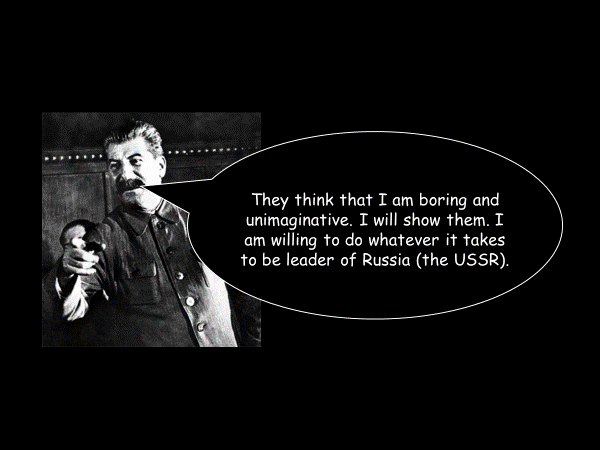 They think that I am boring and
unimaginative. I will show them. I
am willing to do whatever it takes
to be leader of Russia (the USSR).